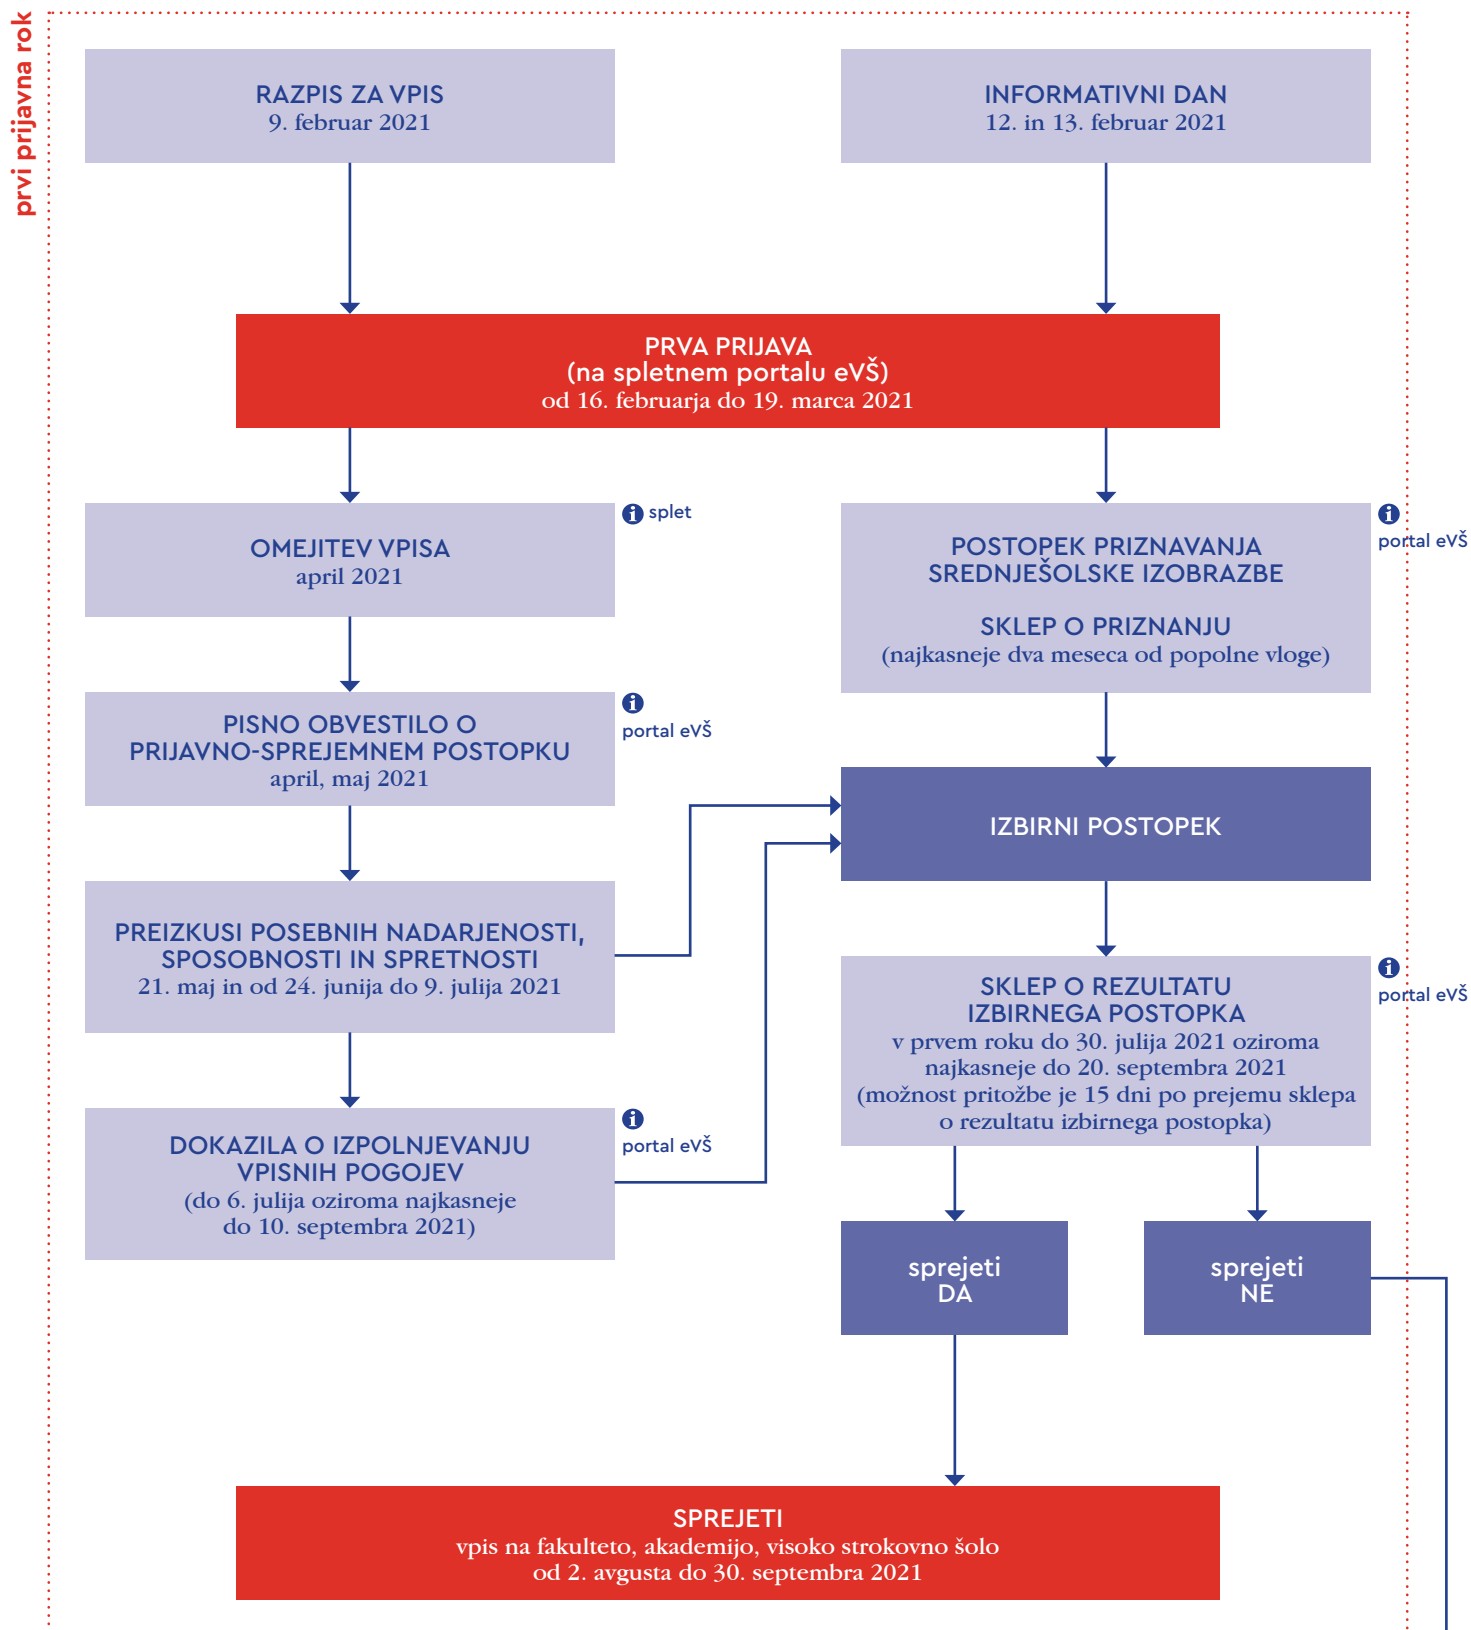 prvi prijavna rok
RAZPIS ZA VPIS
9. februar 2021
INFORMATIVNI DAN
12. in 13. februar 2021
PRVA PRIJAVA
(na spletnem portalu eVŠ)
od 16. februarja do 19. marca 2021
OMEJITEV VPISA
april 2021
splet
PISNO OBVESTILO O
PRIJAVNO-SPREJEMNEM POSTOPKU
april, maj 2021
portal eVŠ
PREIZKUSI POSEBNIH NADARJENOSTI,
SPOSOBNOSTI IN SPRETNOSTI
21. maj in od 24. junija do 9. julija 2021
DOKAZILA O IZPOLNJEVANJU
VPISNIH POGOJEV
(do 6. julija oziroma najkasneje
do 10. septembra 2021)
portal eVŠ
POSTOPEK PRIZNAVANJA
SREDNJEŠOLSKE IZOBRAZBE
SKLEP O PRIZNANJU
(najkasneje dva meseca od popolne vloge)
portal eVŠ
IZBIRNI POSTOPEK
SKLEP O REZULTATU
IZBIRNEGA POSTOPKA
v prvem roku do 30. julija 2021 oziroma
najkasneje do 20. septembra 2021
(možnost pritožbe je 15 dni po prejemu sklepa
o rezultatu izbirnega postopka)
portal eVŠ
sprejeti
DA
sprejeti
NE
SPREJETI
vpis na fakulteto, akademijo, visoko strokovno šolo
od 2. avgusta do 30. septembra 2021